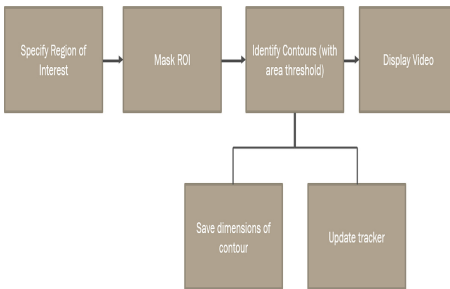 Specify Region of
Interest
Mask ROI
Identify Contours (with
area threshold)
Display Video
Save dimensions of
contour
Update tracker